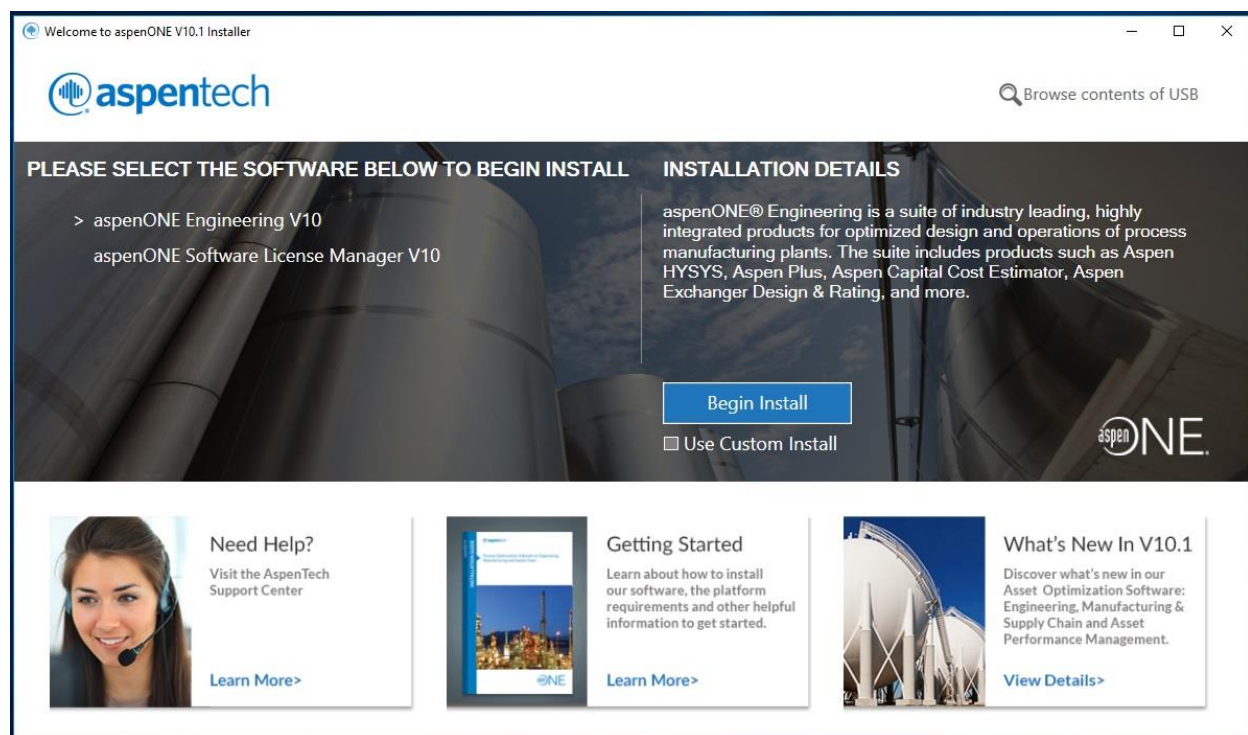 Welcome to aspenONE V10.1 Installer
aspentech
Browse contents of USB
PLEASE SELECT THE SOFTWARE BELOW TO BEGIN INSTALL
> aspenONE Engineering V10
aspenONE Software License Manager V10
INSTALLATION DETAILS
aspenONE® Engineering is a suite of industry leading, highly
integrated products for optimized design and operations of process
manufacturing plants. The suite includes products such as Aspen
HYSYS, Aspen Plus, Aspen Capital Cost Estimator, Aspen
Exchanger Design & Rating, and more.
Begin Install
Use Custom Install
aspenONE.
Need Help?
Visit the AspenTech
Support Center
Learn More>
Getting Started
Learn about how to install
our software, the platform
requirements and other helpful
information to get started.
Learn More>
What's New In V10.1
Discover what's new in our
Asset Optimization Software:
Engineering, Manufacturing &
Supply Chain and Asset
Performance Management.
View Details>